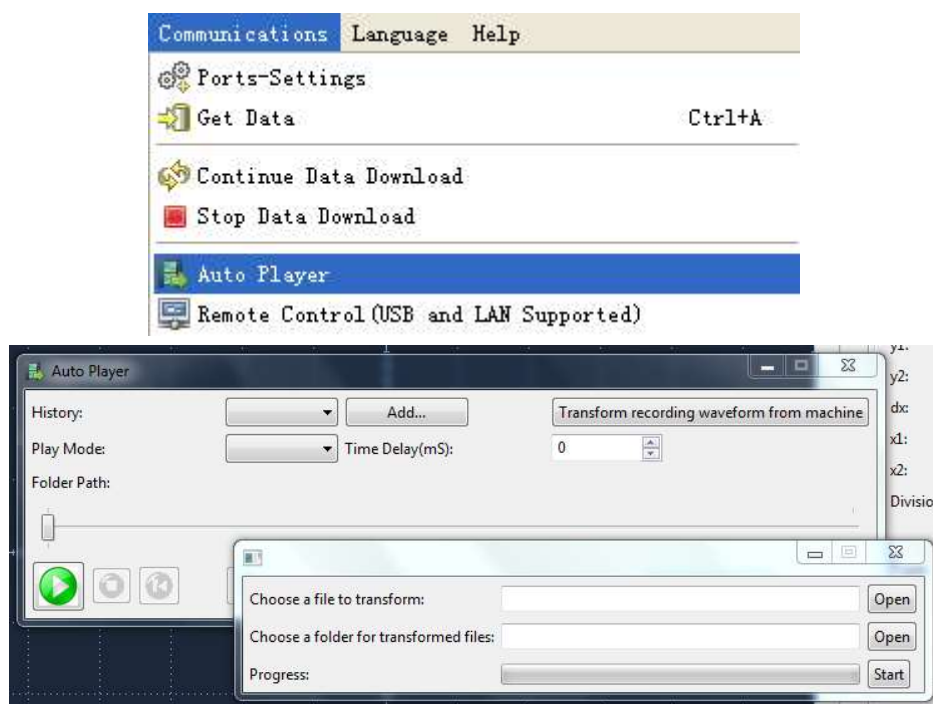 Communications Language Help
Ports-Settings
Get Data Ctrl+A
Continue Data Download
Stop Data Download
Auto Player
Remote Control(USB and LAN Supported)
Auto Player
History: Add... Transform recording waveform from machine
Play Mode: Time Delay(mS): 0
Folder Path:
y1:
y2:
dx:
x1:
x2:
Divisio
Choose a file to transform: Open
Choose a folder for transformed files: Open
Progress: Start